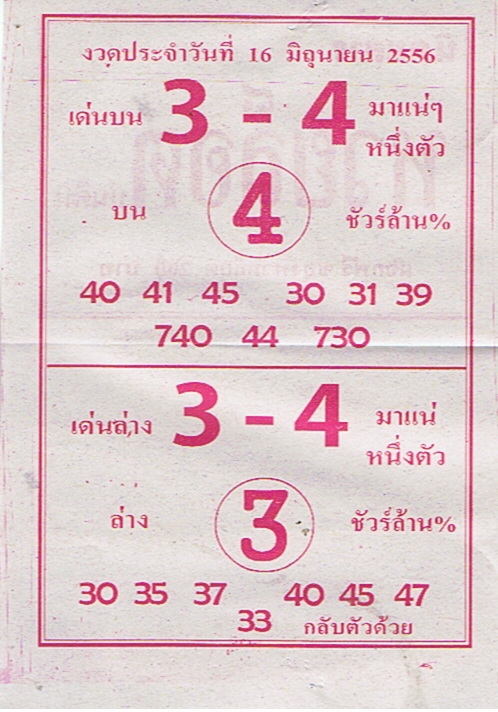 งวดประจำวันที่ 16 มิถุนายน 2556
เด่นบน 3 - 4 มาแน่ๆ
หนึ่งตัว
บน 4 ชัวร์ล้าน%
40 41 45 30 31 39
740 44 730
เด่นล่าง 3 - 4 มาแน่
หนึ่งตัว
ล่าง 3 ชัวร์ล้าน%
30 35 37 40 45 47
33 กลับตัวด้วย